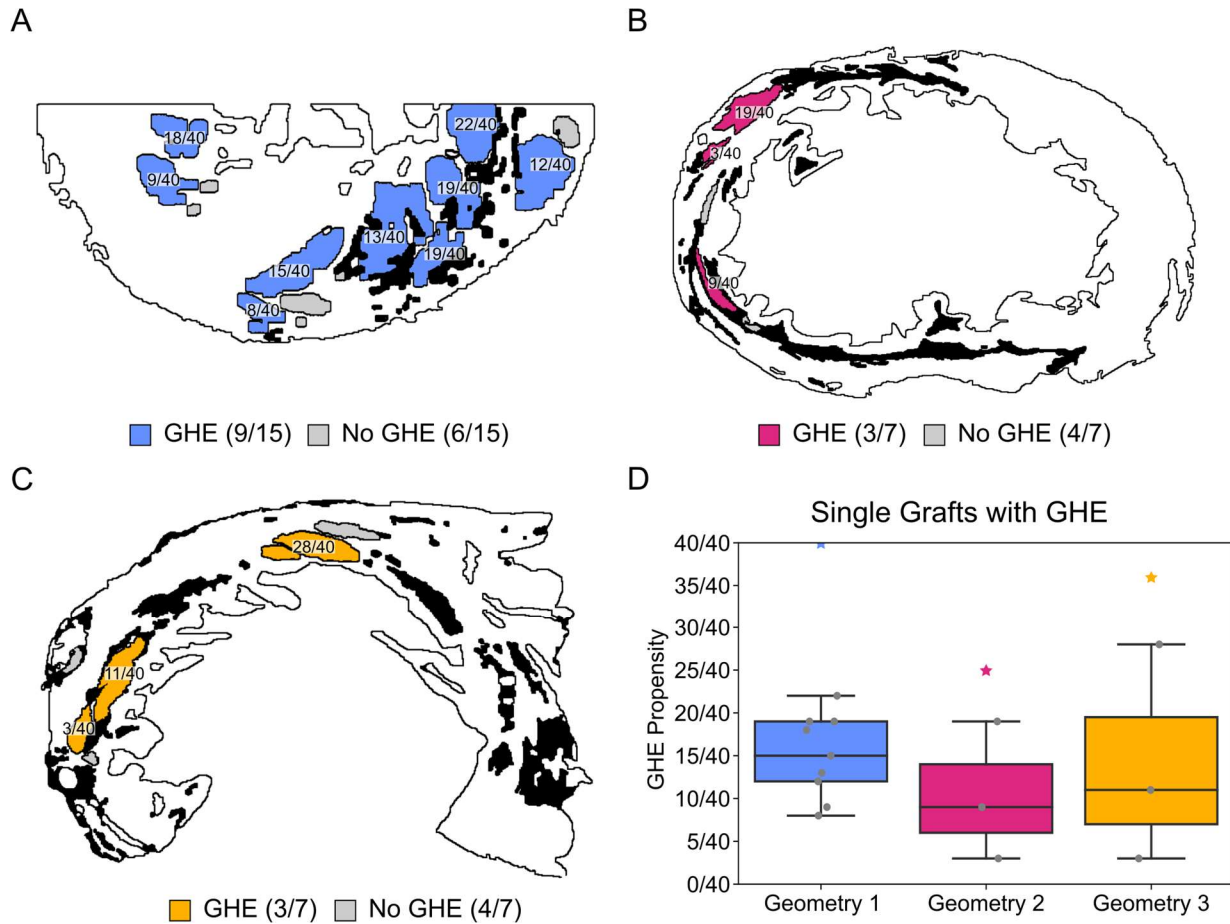 A
22/40
18/40
12/40
9/40
19/40
13/40
19/40
15/40
8/40
GHE (9/15) No GHE (6/15)
B
19/40
3/40
9/40
GHE (3/7) No GHE (4/7)
C
28/40
11/40
3/40
GHE (3/7) No GHE (4/7)
D
Single Grafts with GHE
GHE Propensity
40/40
35/40
30/40
25/40
20/40
15/40
10/40
5/40
0/40
Geometry 1 Geometry 2 Geometry 3